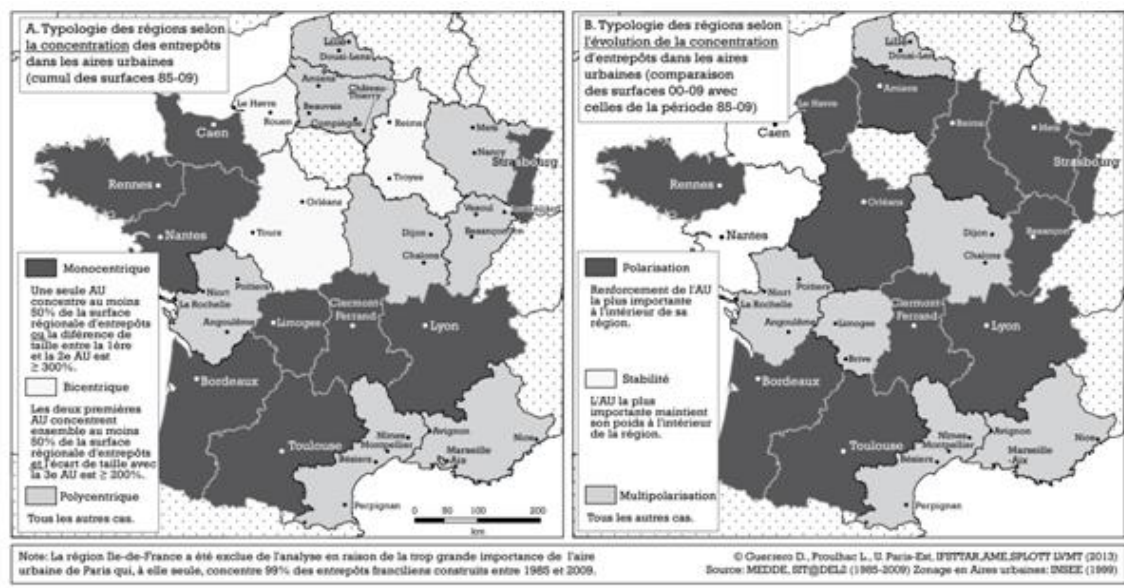 A. Typologie des régions selon
la concentration des entrepôts
dans les aires urbaines
(cumul des surfaces 85-09)
Lille
Douai-Lens
Amiens
Château-
Thierry
Beauvais
Compiègne
Le Havre
Rouen
Caen
Reims
Metz
Nancy
Strasbourg
Troyes
Rennes
Orléans
Vesoul
Nantes
Tours
Dijon
Besançon
Chalons
Poitiers
Niort
La Rochelle
Angoulême
Limoges
Clermont
Ferrand
Lyon
Bordeaux
Toulouse
Nîmes
Montpellier
Avignon
Nice
Marseille
-Aix
Béziers
Perpignan
Monocentrique
Une seule AU
concentre au moins
50% de la surface
régionale d'entrepôts
ou la diférence de
taille entre la 1ère
et la 2e AU est
≥ 300%.
Bicentrique
Les deux premières
AU concentrent
ensemble au moins
50% de la surface
régionale d'entrepôts
et l'écart de taille avec
la 3e AU est ≥ 200%.
Polycentrique
Tous les autres cas.
0 50 100 200
km
B. Typologie des régions selon
l'évolution de la concentration
d'entrepôts dans les aires
urbaines (comparaison
des surfaces 00-09 avec
celles de la période 85-09)
Lille
Douai-Lens
Amiens
Le Havre
Caen
Reims
Metz
Strasbourg
Rennes
Orléans
Nantes
Dijon
Besançon
Chalons
Poitiers
Niort
La Rochelle
Angoulême
Limoges
Brive
Clermont
Ferrand
Lyon
Bordeaux
Toulouse
Nîmes
Montpellier
Avignon
Nice
Marseille
-Aix
Béziers
Perpignan
Polarisation
Renforcement de l'AU
la plus importante
à l'intérieur de sa
région.
Stabilité
L'AU la plus
importante maintient
son poids à l'intérieur
de la région.
Multipolarisation
Tous les autres cas.
Note: La région Ile-de-France a été exclue de l'analyse en raison de la trop grande importance de l'aire
urbaine de Paris qui, à elle seule, concentre 99% des entrepôts franciliens construits entre 1985 et 2009.
© Guerrero D., Proulhac L., U. Paris-Est, IFSTTAR,AME,SPLOTT LVMT (2013)
Source: MEDDE, SIT@DEL2 (1985-2009) Zonage en Aires urbaines: INSEE (1999)